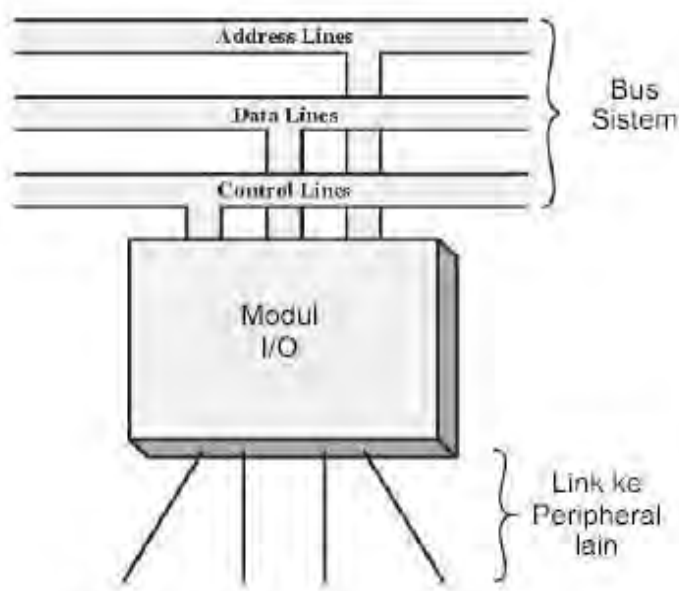 Address Lines
Data Lines
Control Lines
Bus
Sistem
Modul
I/O
Link ke
Peripheral
lain